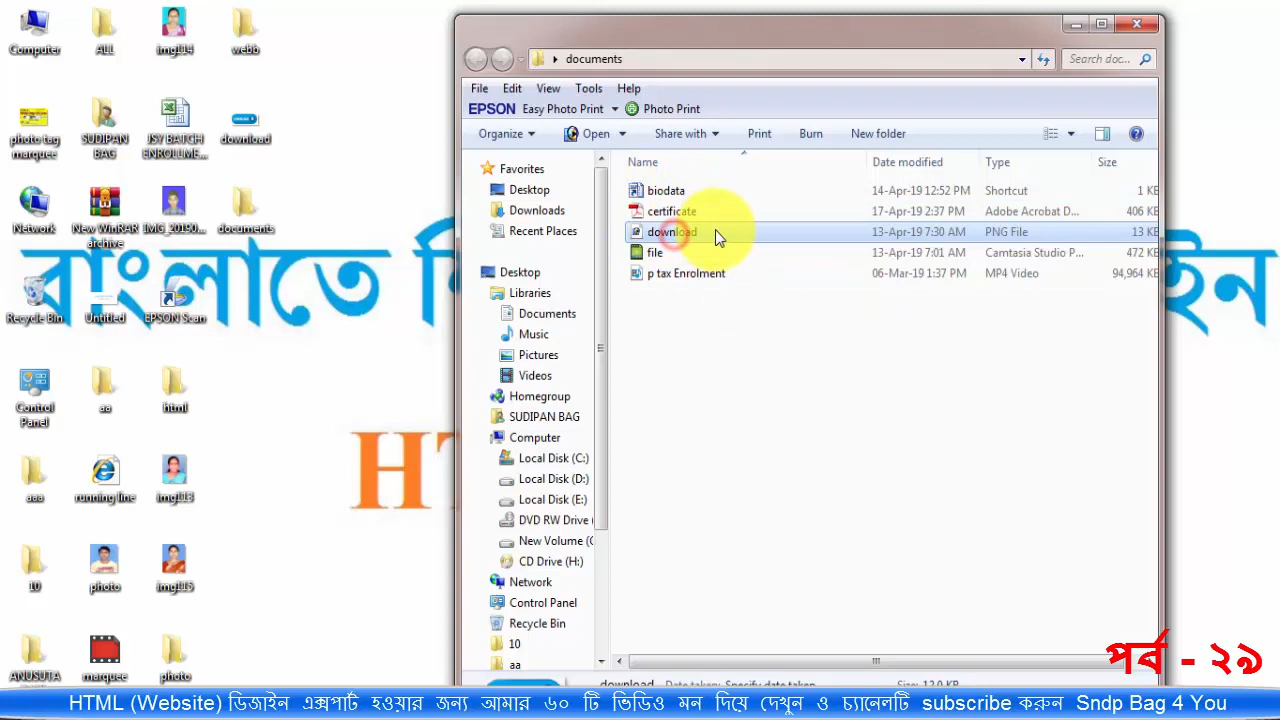 Computer
ALL
img114
webb
photo tag marquee
SUDIPAN BAG
JSY BATCH ENROLLME...
download
Network
New WinRAR archive
IMG_20150...
documents
Recycle Bin
Untitled
EPSON Scan
Control Panel
aa
html
aaa
running line
img113
10
photo
img115
ANUSUTA
marquee
photo
বাংলাতে
documents
Search doc...
File Edit View Tools Help
EPSON Easy Photo Print Photo Print
Organize Open Share with Print Burn New folder
Name Date modified Type Size
biodata 14-Apr-19 12:52 PM Shortcut 1 KB
certificate 17-Apr-19 2:37 PM Adobe Acrobat D... 406 KB
download 13-Apr-19 7:30 AM PNG File 13 KB
file 13-Apr-19 7:01 AM Camtasia Studio P... 472 KB
p tax Enrolment 06-Mar-19 1:37 PM MP4 Video 94,964 KB
Favorites
Desktop
Downloads
Recent Places
Desktop
Libraries
Documents
Music
Pictures
Videos
Homegroup
SUDIPAN BAG
Computer
Local Disk (C:)
Local Disk (D:)
Local Disk (E:)
DVD RW Drive (
New Volume (G
CD Drive (H:)
Network
Control Panel
Recycle Bin
10
aa
পর্ব - ২৯
HTML (Website) ডিজাইন এক্সপার্ট হওয়ার জন্য আমার ৬০ টি ভিডিও মন দিয়ে দেখুন ও চ্যানেলটি subscribe করুন Sndp Bag 4 You